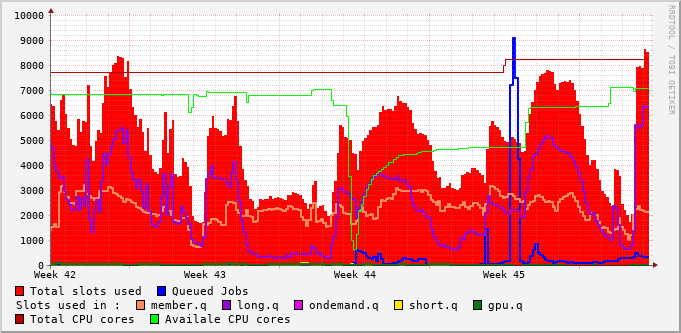 10000
9000
8000
7000
6000
5000
4000
3000
2000
1000
0
Week 42 Week 43 Week 44 Week 45
Total slots used Queued Jobs
Slots used in : member.q long.q ondemand.q short.q gpu.q
Total CPU cores Availale CPU cores
RRDTOOL / TOBI OETIKER